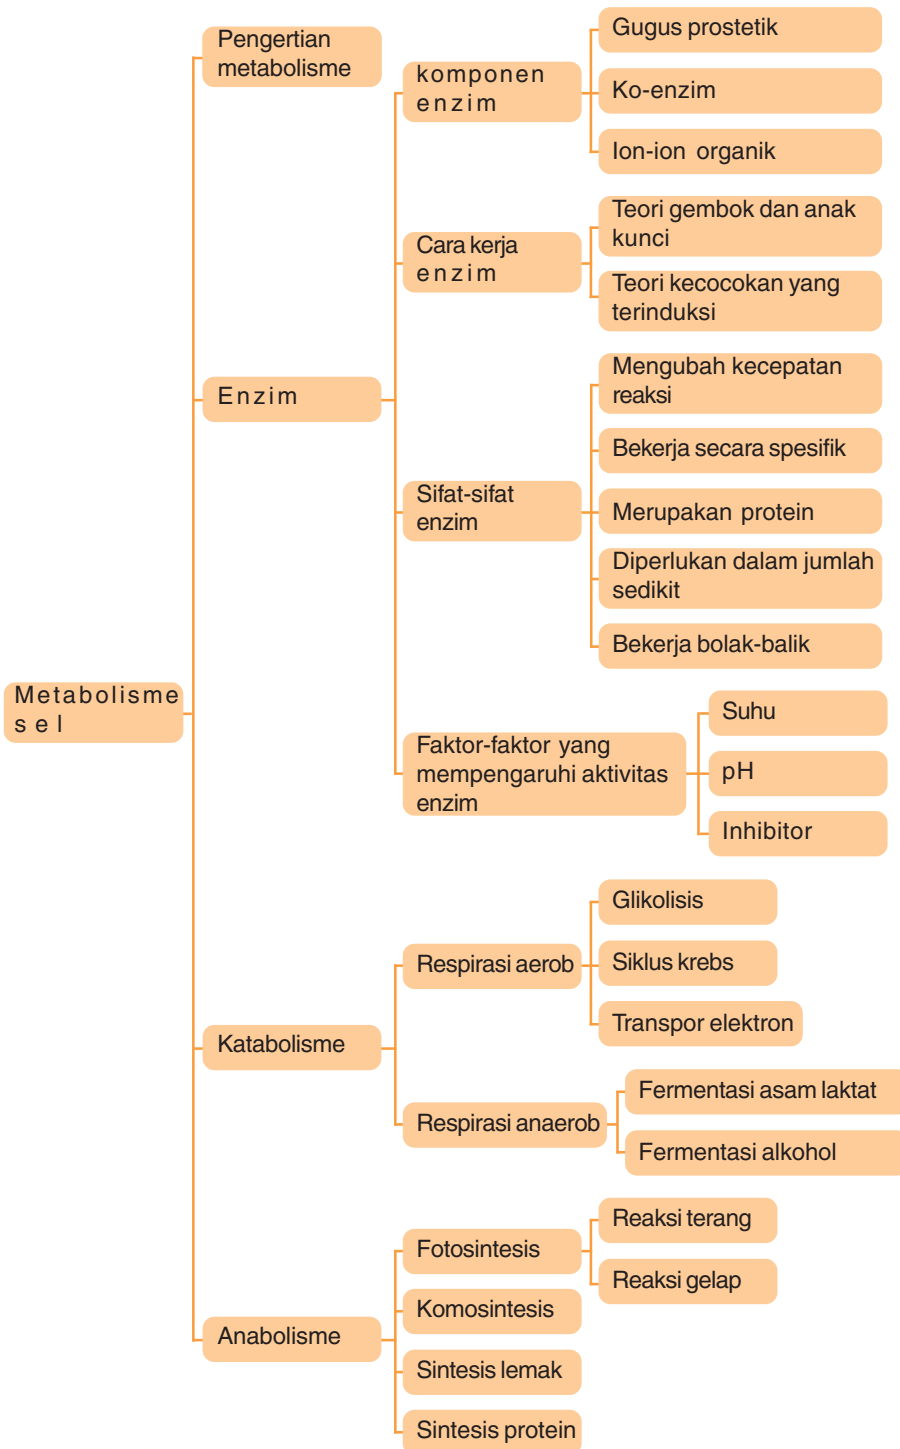 Pengertian
metabolisme
komponen
enzim
Gugus prostetik
Ko-enzim
Ion-ion organik
Cara kerja
enzim
Teori gembok dan anak
kunci
Teori kecocokan yang
terinduksi
Enzim
Sifat-sifat
enzim
Mengubah kecepatan
reaksi
Bekerja secara spesifik
Merupakan protein
Diperlukan dalam jumlah
sedikit
Bekerja bolak-balik
Metabolisme
sel
Faktor-faktor yang
mempengaruhi aktivitas
enzim
Suhu
pH
Inhibitor
Katabolisme
Respirasi aerob
Glikolisis
Siklus krebs
Transpor elektron
Respirasi anaerob
Fermentasi asam laktat
Fermentasi alkohol
Anabolisme
Fotosintesis
Reaksi terang
Reaksi gelap
Komosintesis
Sintesis lemak
Sintesis protein